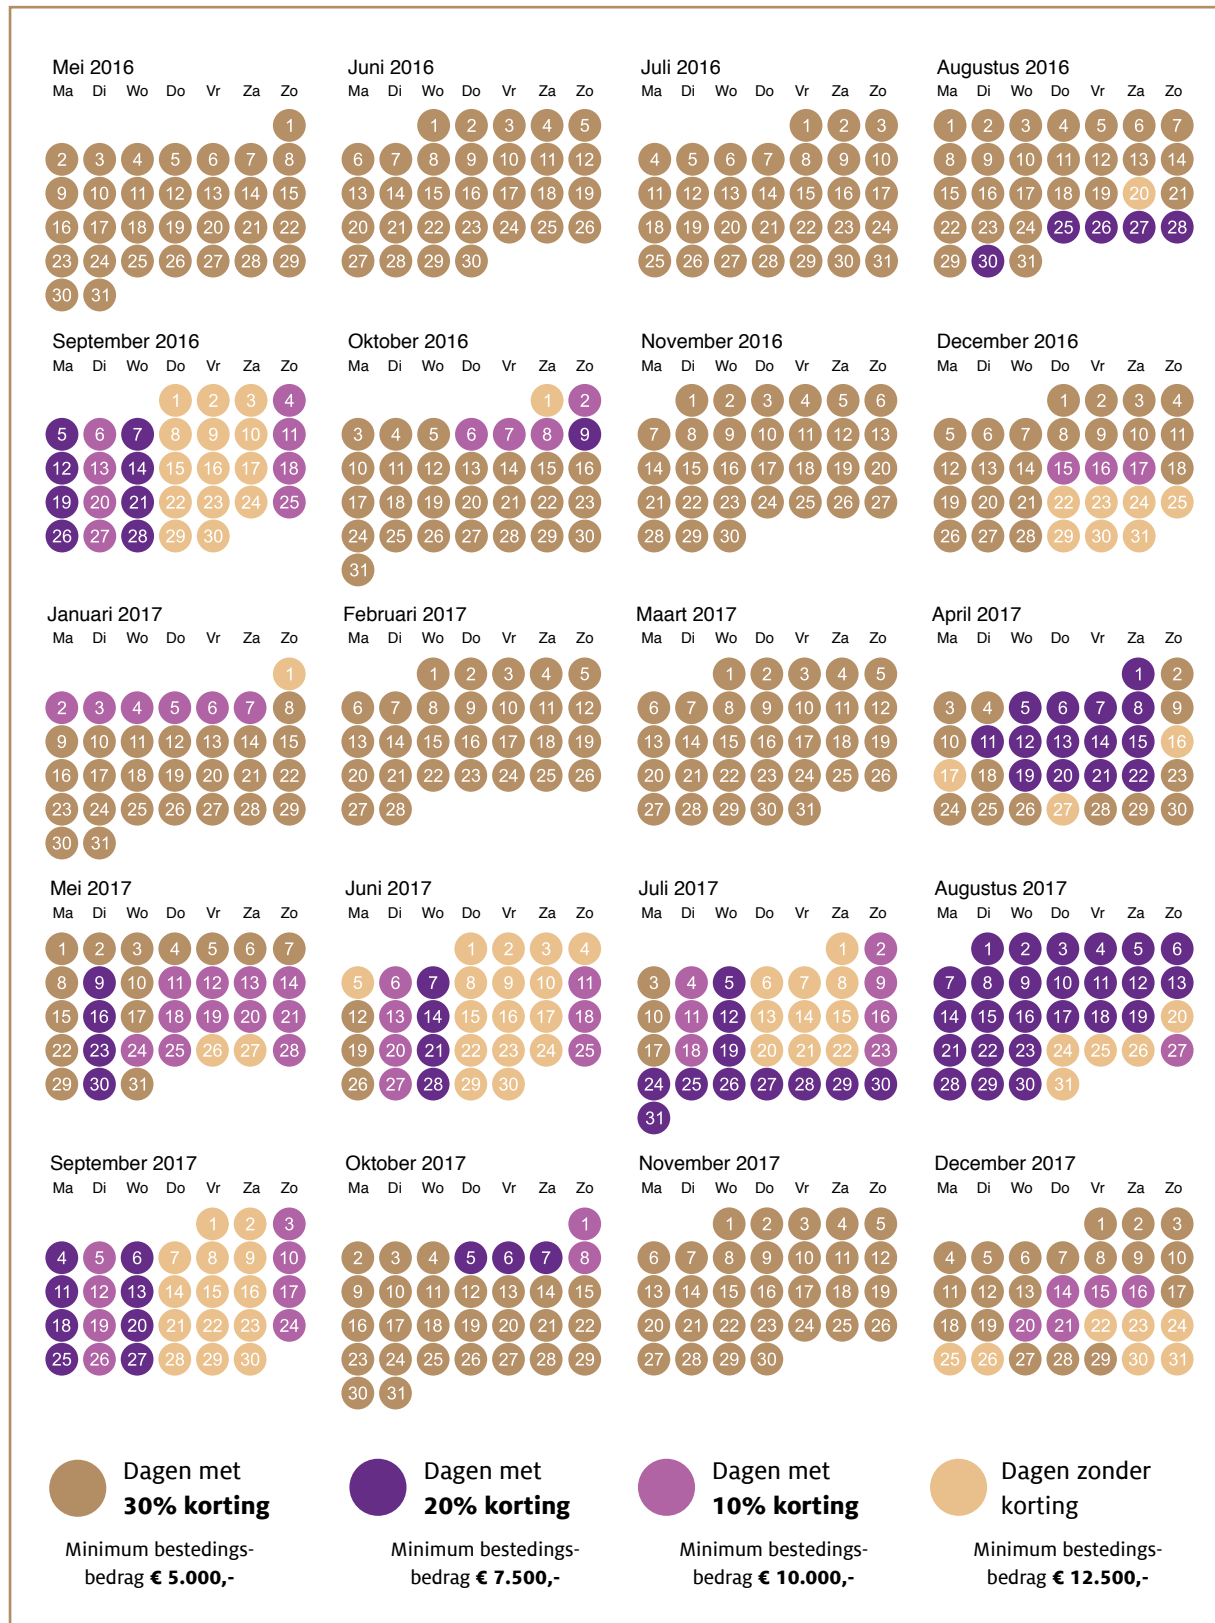 Mei 2016 Juni 2016 Juli 2016 Augustus 2016
Ma Di Wo Do Vr Za Zo Ma Di Wo Do Vr Za Zo Ma Di Wo Do Vr Za Zo Ma Di Wo Do Vr Za Zo
1 1 2 3 4 5 1 2 3 1 2 3 4 5 6 7
2 3 4 5 6 7 8 6 7 8 9 10 11 12 4 5 6 7 8 9 10 8 9 10 11 12 13 14
9 10 11 12 13 14 15 13 14 15 16 17 18 19 11 12 13 14 15 16 17 15 16 17 18 19 20 21
16 17 18 19 20 21 22 20 21 22 23 24 25 26 18 19 20 21 22 23 24 22 23 24 25 26 27 28
23 24 25 26 27 28 29 27 28 29 30 25 26 27 28 29 30 31 29 30 31
30 31
September 2016 Oktober 2016 November 2016 December 2016
Ma Di Wo Do Vr Za Zo Ma Di Wo Do Vr Za Zo Ma Di Wo Do Vr Za Zo Ma Di Wo Do Vr Za Zo
1 2 3 4 1 2 1 2 3 4 5 6 1 2 3 4
5 6 7 8 9 10 11 3 4 5 6 7 8 9 7 8 9 10 11 12 13 5 6 7 8 9 10 11
12 13 14 15 16 17 18 10 11 12 13 14 15 16 14 15 16 17 18 19 20 12 13 14 15 16 17 18
19 20 21 22 23 24 25 17 18 19 20 21 22 23 21 22 23 24 25 26 27 19 20 21 22 23 24 25
26 27 28 29 30 24 25 26 27 28 29 30 28 29 30 26 27 28 29 30 31
31
Januari 2017 Februari 2017 Maart 2017 April 2017
Ma Di Wo Do Vr Za Zo Ma Di Wo Do Vr Za Zo Ma Di Wo Do Vr Za Zo Ma Di Wo Do Vr Za Zo
1 1 2 3 4 5 1 2 3 4 5 1 2
2 3 4 5 6 7 8 6 7 8 9 10 11 12 6 7 8 9 10 11 12 3 4 5 6 7 8 9
9 10 11 12 13 14 15 13 14 15 16 17 18 19 13 14 15 16 17 18 19 10 11 12 13 14 15 16
16 17 18 19 20 21 22 20 21 22 23 24 25 26 20 21 22 23 24 25 26 17 18 19 20 21 22 23
23 24 25 26 27 28 29 27 28 27 28 29 30 31 24 25 26 27 28 29 30
30 31
Mei 2017 Juni 2017 Juli 2017 Augustus 2017
Ma Di Wo Do Vr Za Zo Ma Di Wo Do Vr Za Zo Ma Di Wo Do Vr Za Zo Ma Di Wo Do Vr Za Zo
1 2 3 4 5 6 7 1 2 3 4 1 2 1 2 3 4 5 6
8 9 10 11 12 13 14 5 6 7 8 9 10 11 3 4 5 6 7 8 9 7 8 9 10 11 12 13
15 16 17 18 19 20 21 12 13 14 15 16 17 18 10 11 12 13 14 15 16 14 15 16 17 18 19 20
22 23 24 25 26 27 28 19 20 21 22 23 24 25 17 18 19 20 21 22 23 21 22 23 24 25 26 27
29 30 31 26 27 28 29 30 24 25 26 27 28 29 30 28 29 30 31
31
September 2017 Oktober 2017 November 2017 December 2017
Ma Di Wo Do Vr Za Zo Ma Di Wo Do Vr Za Zo Ma Di Wo Do Vr Za Zo Ma Di Wo Do Vr Za Zo
1 2 3 1 1 2 3 4 5 1 2 3
4 5 6 7 8 9 10 2 3 4 5 6 7 8 6 7 8 9 10 11 12 4 5 6 7 8 9 10
11 12 13 14 15 16 17 9 10 11 12 13 14 15 13 14 15 16 17 18 19 11 12 13 14 15 16 17
18 19 20 21 22 23 24 16 17 18 19 20 21 22 20 21 22 23 24 25 26 18 19 20 21 22 23 24
25 26 27 28 29 30 23 24 25 26 27 28 29 27 28 29 30 25 26 27 28 29 30 31
30 31
Dagen met Dagen met Dagen met Dagen zonder
30% korting 20% korting 10% korting korting
Minimum bestedings- Minimum bestedings- Minimum bestedings- Minimum bestedings-
bedrag € 5.000,- bedrag € 7.500,- bedrag € 10.000,- bedrag € 12.500,-